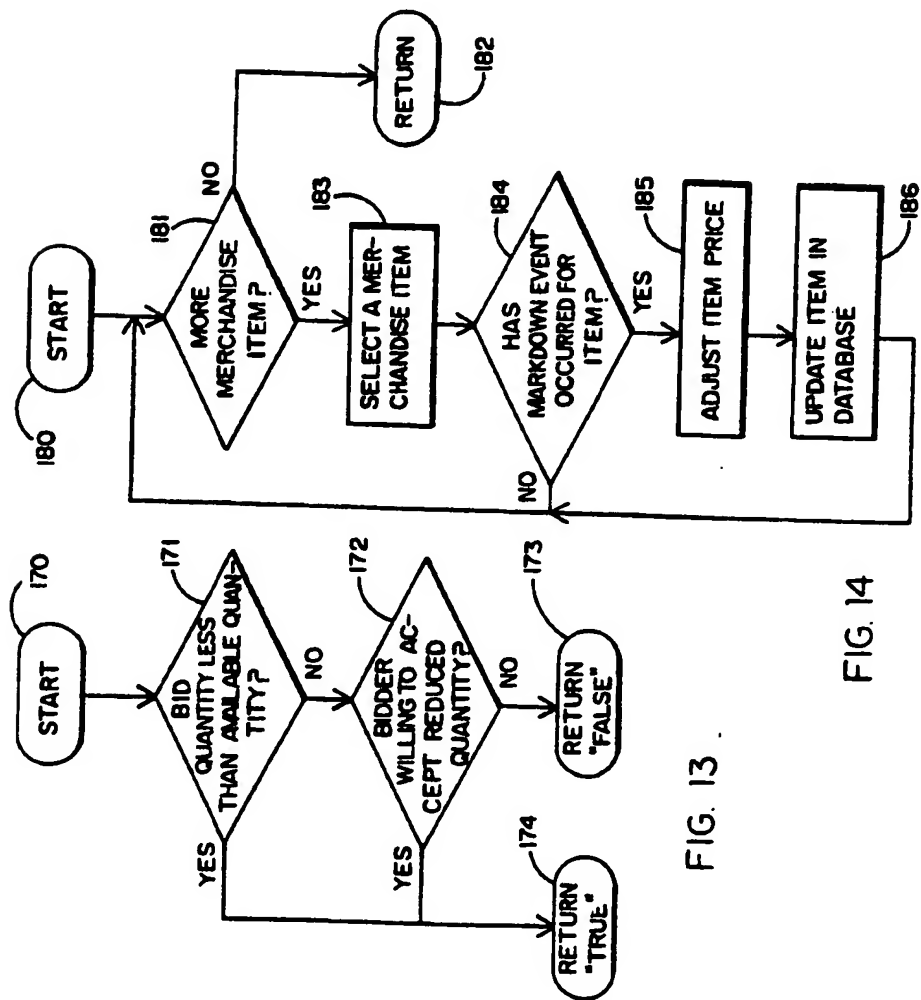 170
START
171
BID
QUANTITY LESS
THAN AVAILABLE QUAN-
TITY?
YES
NO
172
BIDDER
WILLING TO AC-
CEPT REDUCED
QUANTITY?
YES
NO
173
RETURN
"FALSE"
174
RETURN
"TRUE"
FIG. 13
180
START
181
MORE
MERCHANDISE
ITEM?
NO
RETURN
182
YES
183
SELECT A MER-
CHANDISE ITEM
184
HAS
MARKDOWN EVENT
OCCURRED FOR
ITEM?
NO
YES
185
ADJUST ITEM PRICE
186
UPDATE ITEM IN
DATABASE
FIG. 14